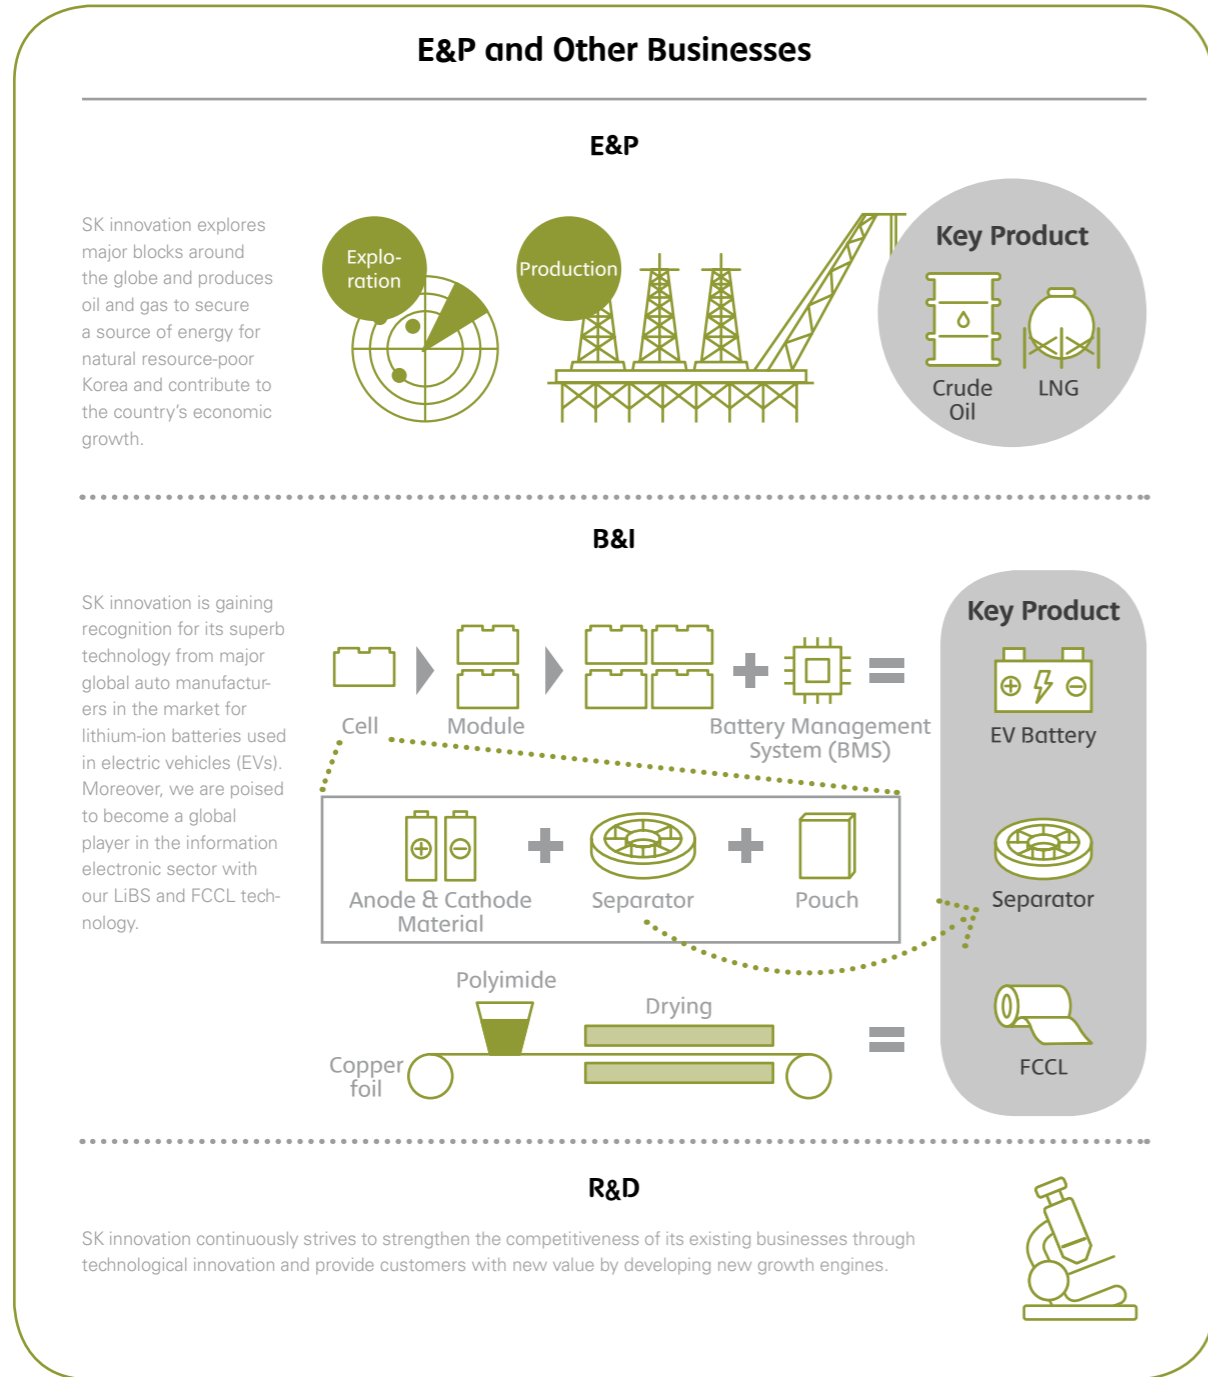 E&P and Other Businesses
E&P
SK innovation explores
major blocks around
the globe and produces
oil and gas to secure
a source of energy for
natural resource-poor
Korea and contribute to
the country's economic
growth.
Explo-
ration
Production
Key Product
Crude
Oil
LNG
B&I
SK innovation is gaining
recognition for its superb
technology from major
global auto manufactur-
ers in the market for
lithium-ion batteries used
in electric vehicles (EVs).
Moreover, we are poised
to become a global
player in the information
electronic sector with
our LiBS and FCCL tech-
nology.
Cell
Module
Battery Management
System (BMS)
Anode & Cathode
Material
Separator
Pouch
Polyimide
Drying
Copper
foil
Key Product
EV Battery
Separator
FCCL
R&D
SK innovation continuously strives to strengthen the competitiveness of its existing businesses through
technological innovation and provide customers with new value by developing new growth engines.